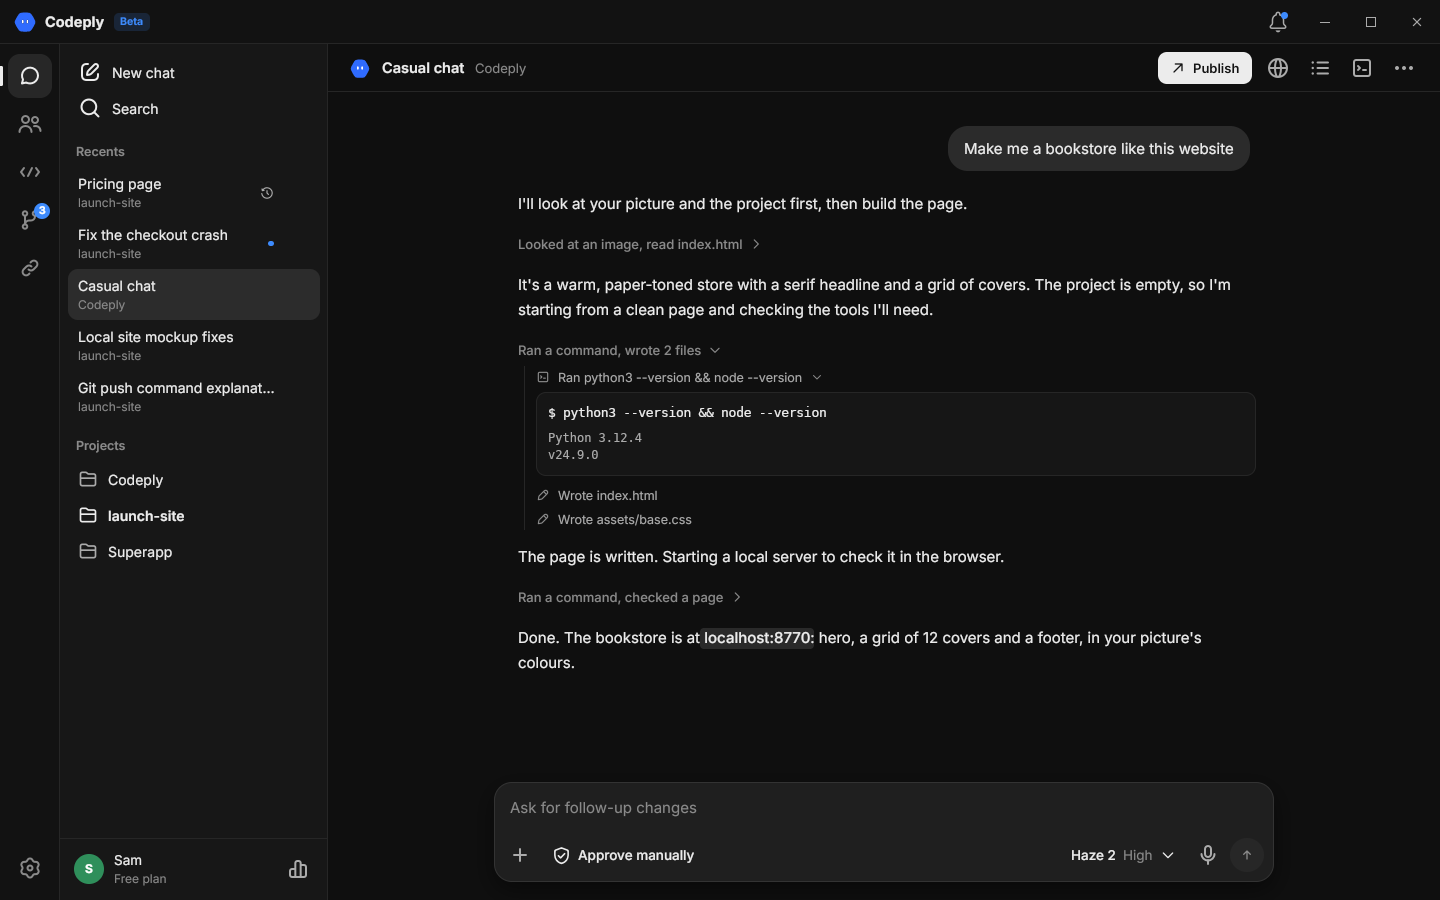 Codeply Beta
New chat
Search
Recents
Pricing page
launch-site
Fix the checkout crash
launch-site
Casual chat
Codeply
Local site mockup fixes
launch-site
Git push command explanat...
launch-site
Projects
Codeply
launch-site
Superapp
S
Sam
Free plan
3
Casual chat Codeply
Publish
Make me a bookstore like this website
I'll look at your picture and the project first, then build the page.
Looked at an image, read index.html
It's a warm, paper-toned store with a serif headline and a grid of covers. The project is empty, so I'm
starting from a clean page and checking the tools I'll need.
Ran a command, wrote 2 files
Ran python3 --version && node --version
$ python3 --version && node --version
Python 3.12.4
v24.9.0
Wrote index.html
Wrote assets/base.css
The page is written. Starting a local server to check it in the browser.
Ran a command, checked a page
Done. The bookstore is at localhost:8770: hero, a grid of 12 covers and a footer, in your picture's
colours.
Ask for follow-up changes
Approve manually
Haze 2 High